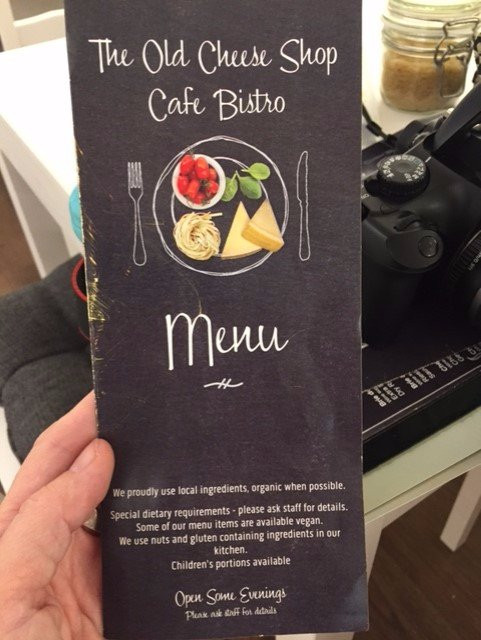 The Old Cheese Shop
Cafe Bistro
Menu
We proudly use local ingredients, organic when possible.
Special dietary requirements - please ask staff for details.
Some of our menu items are available vegan.
We use nuts and gluten containing ingredients in our
kitchen.
Children's portions available
Open Some Evenings
Please ask staff for details